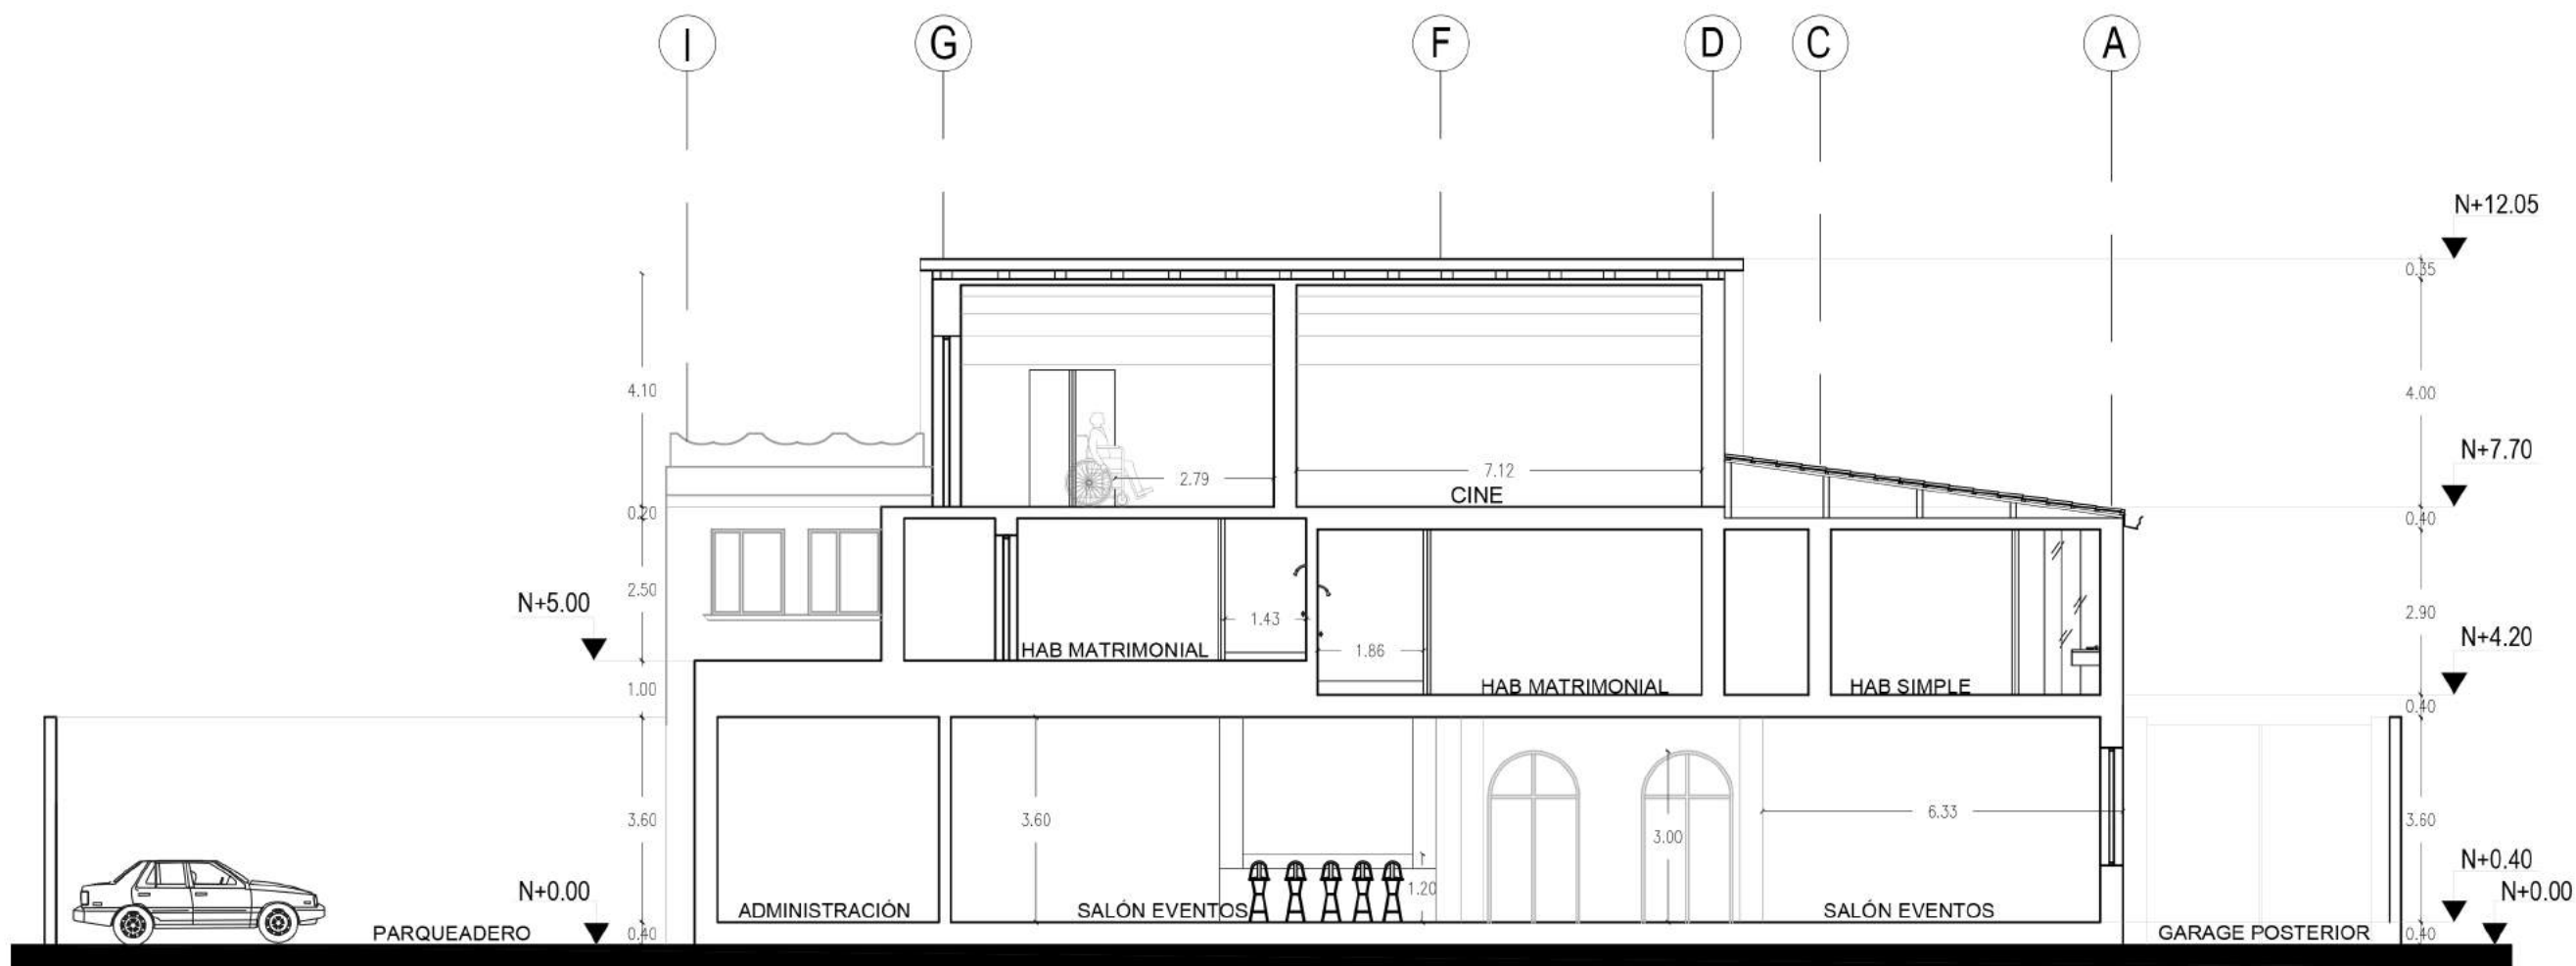 I
G
F
D
C
A
N+12.05
0.35
4.10
4.00
N+7.70
2.79
7.12
CINE
0.20
0.40
N+5.00
2.50
1.43
HAB MATRIMONIAL
1.86
HAB MATRIMONIAL
HAB SIMPLE
2.90
N+4.20
1.00
0.40
3.60
3.60
3.00
6.33
3.60
N+0.40
N+0.00
N+0.00
1.20
ADMINISTRACIÓN
SALÓN EVENTOS
SALÓN EVENTOS
PARQUEADERO
0.40
GARAGE POSTERIOR
0.40